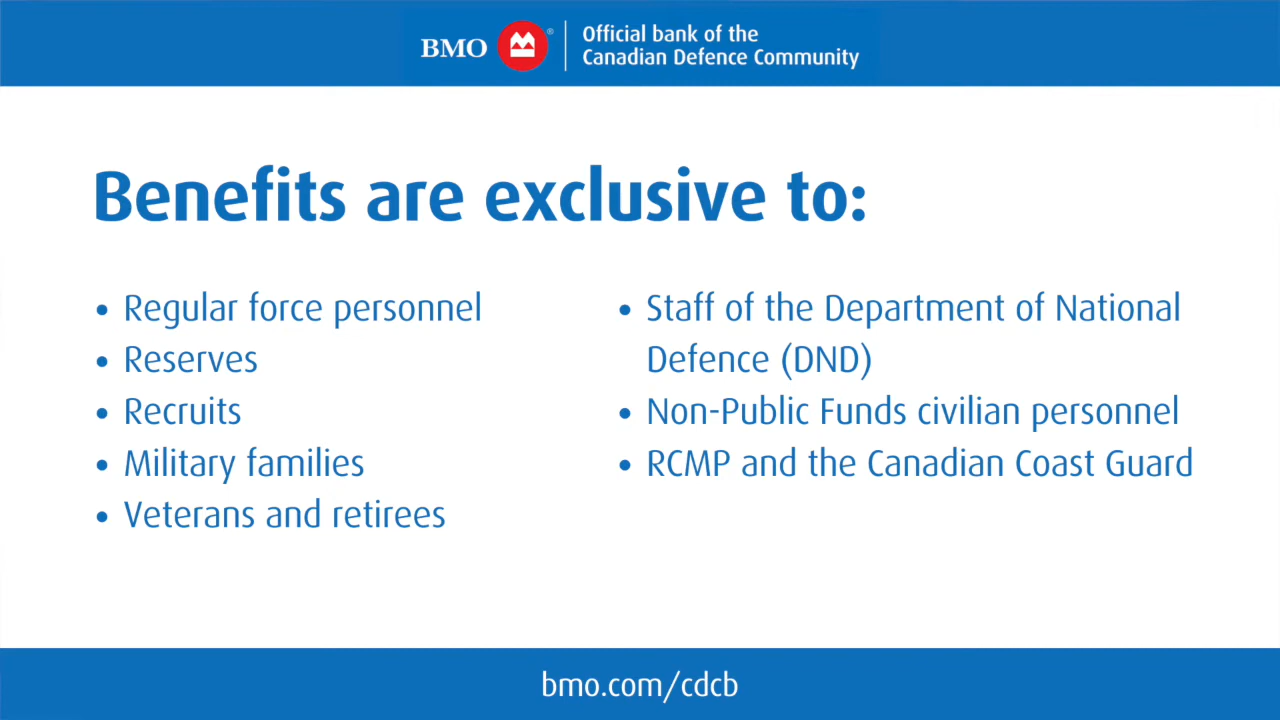 BMO
Official bank of the
Canadian Defence Community
Benefits are exclusive to:
• Regular force personnel
• Reserves
• Recruits
• Military families
• Veterans and retirees
• Staff of the Department of National
Defence (DND)
• Non-Public Funds civilian personnel
• RCMP and the Canadian Coast Guard
bmo.com/cdcb